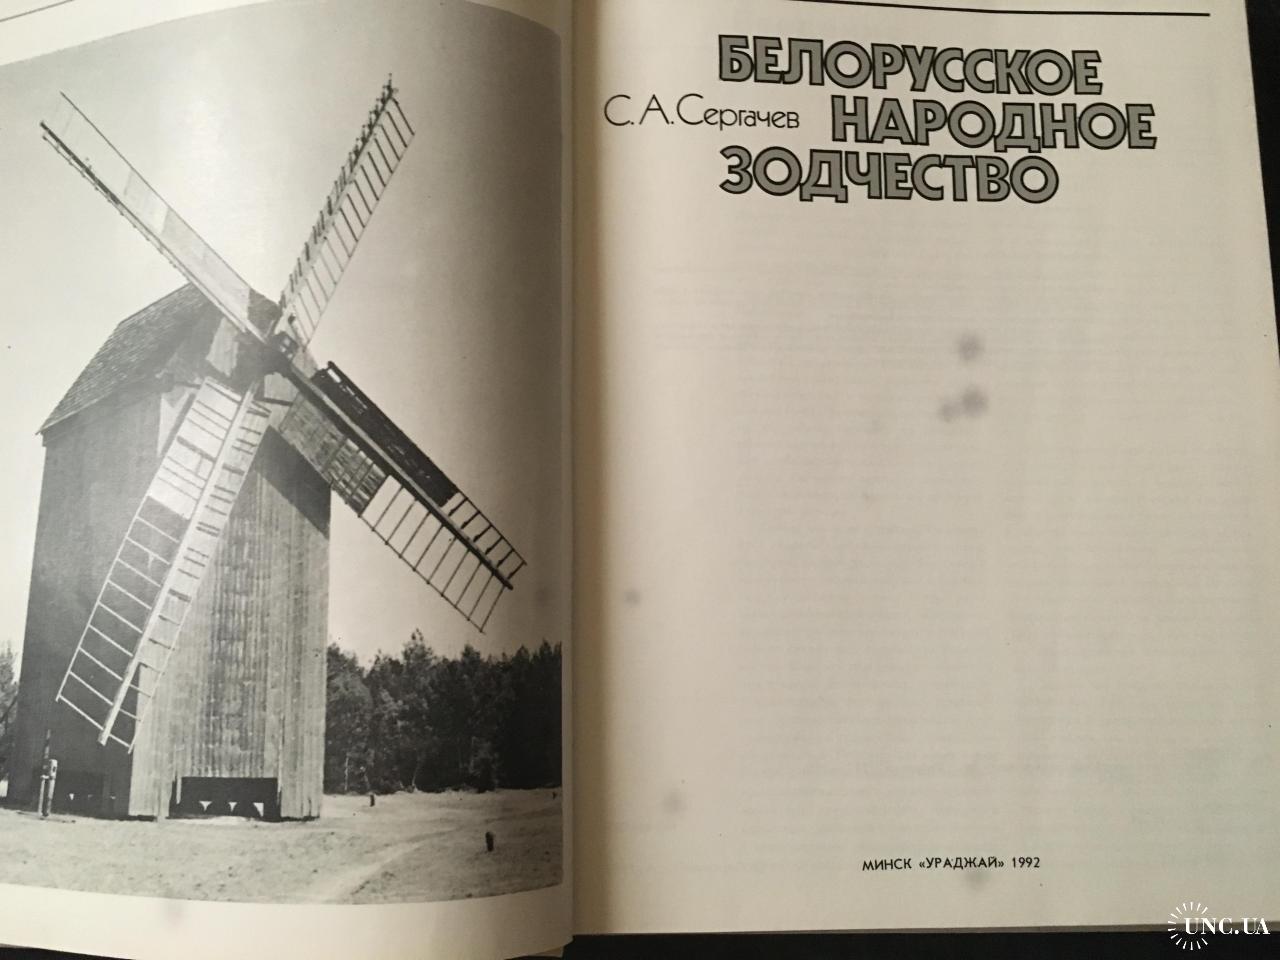 БЕЛОРУССКОЕ
С.А.Сергачев НАРОДНОЕ
ЗОДЧЕСТВО
МИНСК «УРАДЖАЙ» 1992
UNC.UA